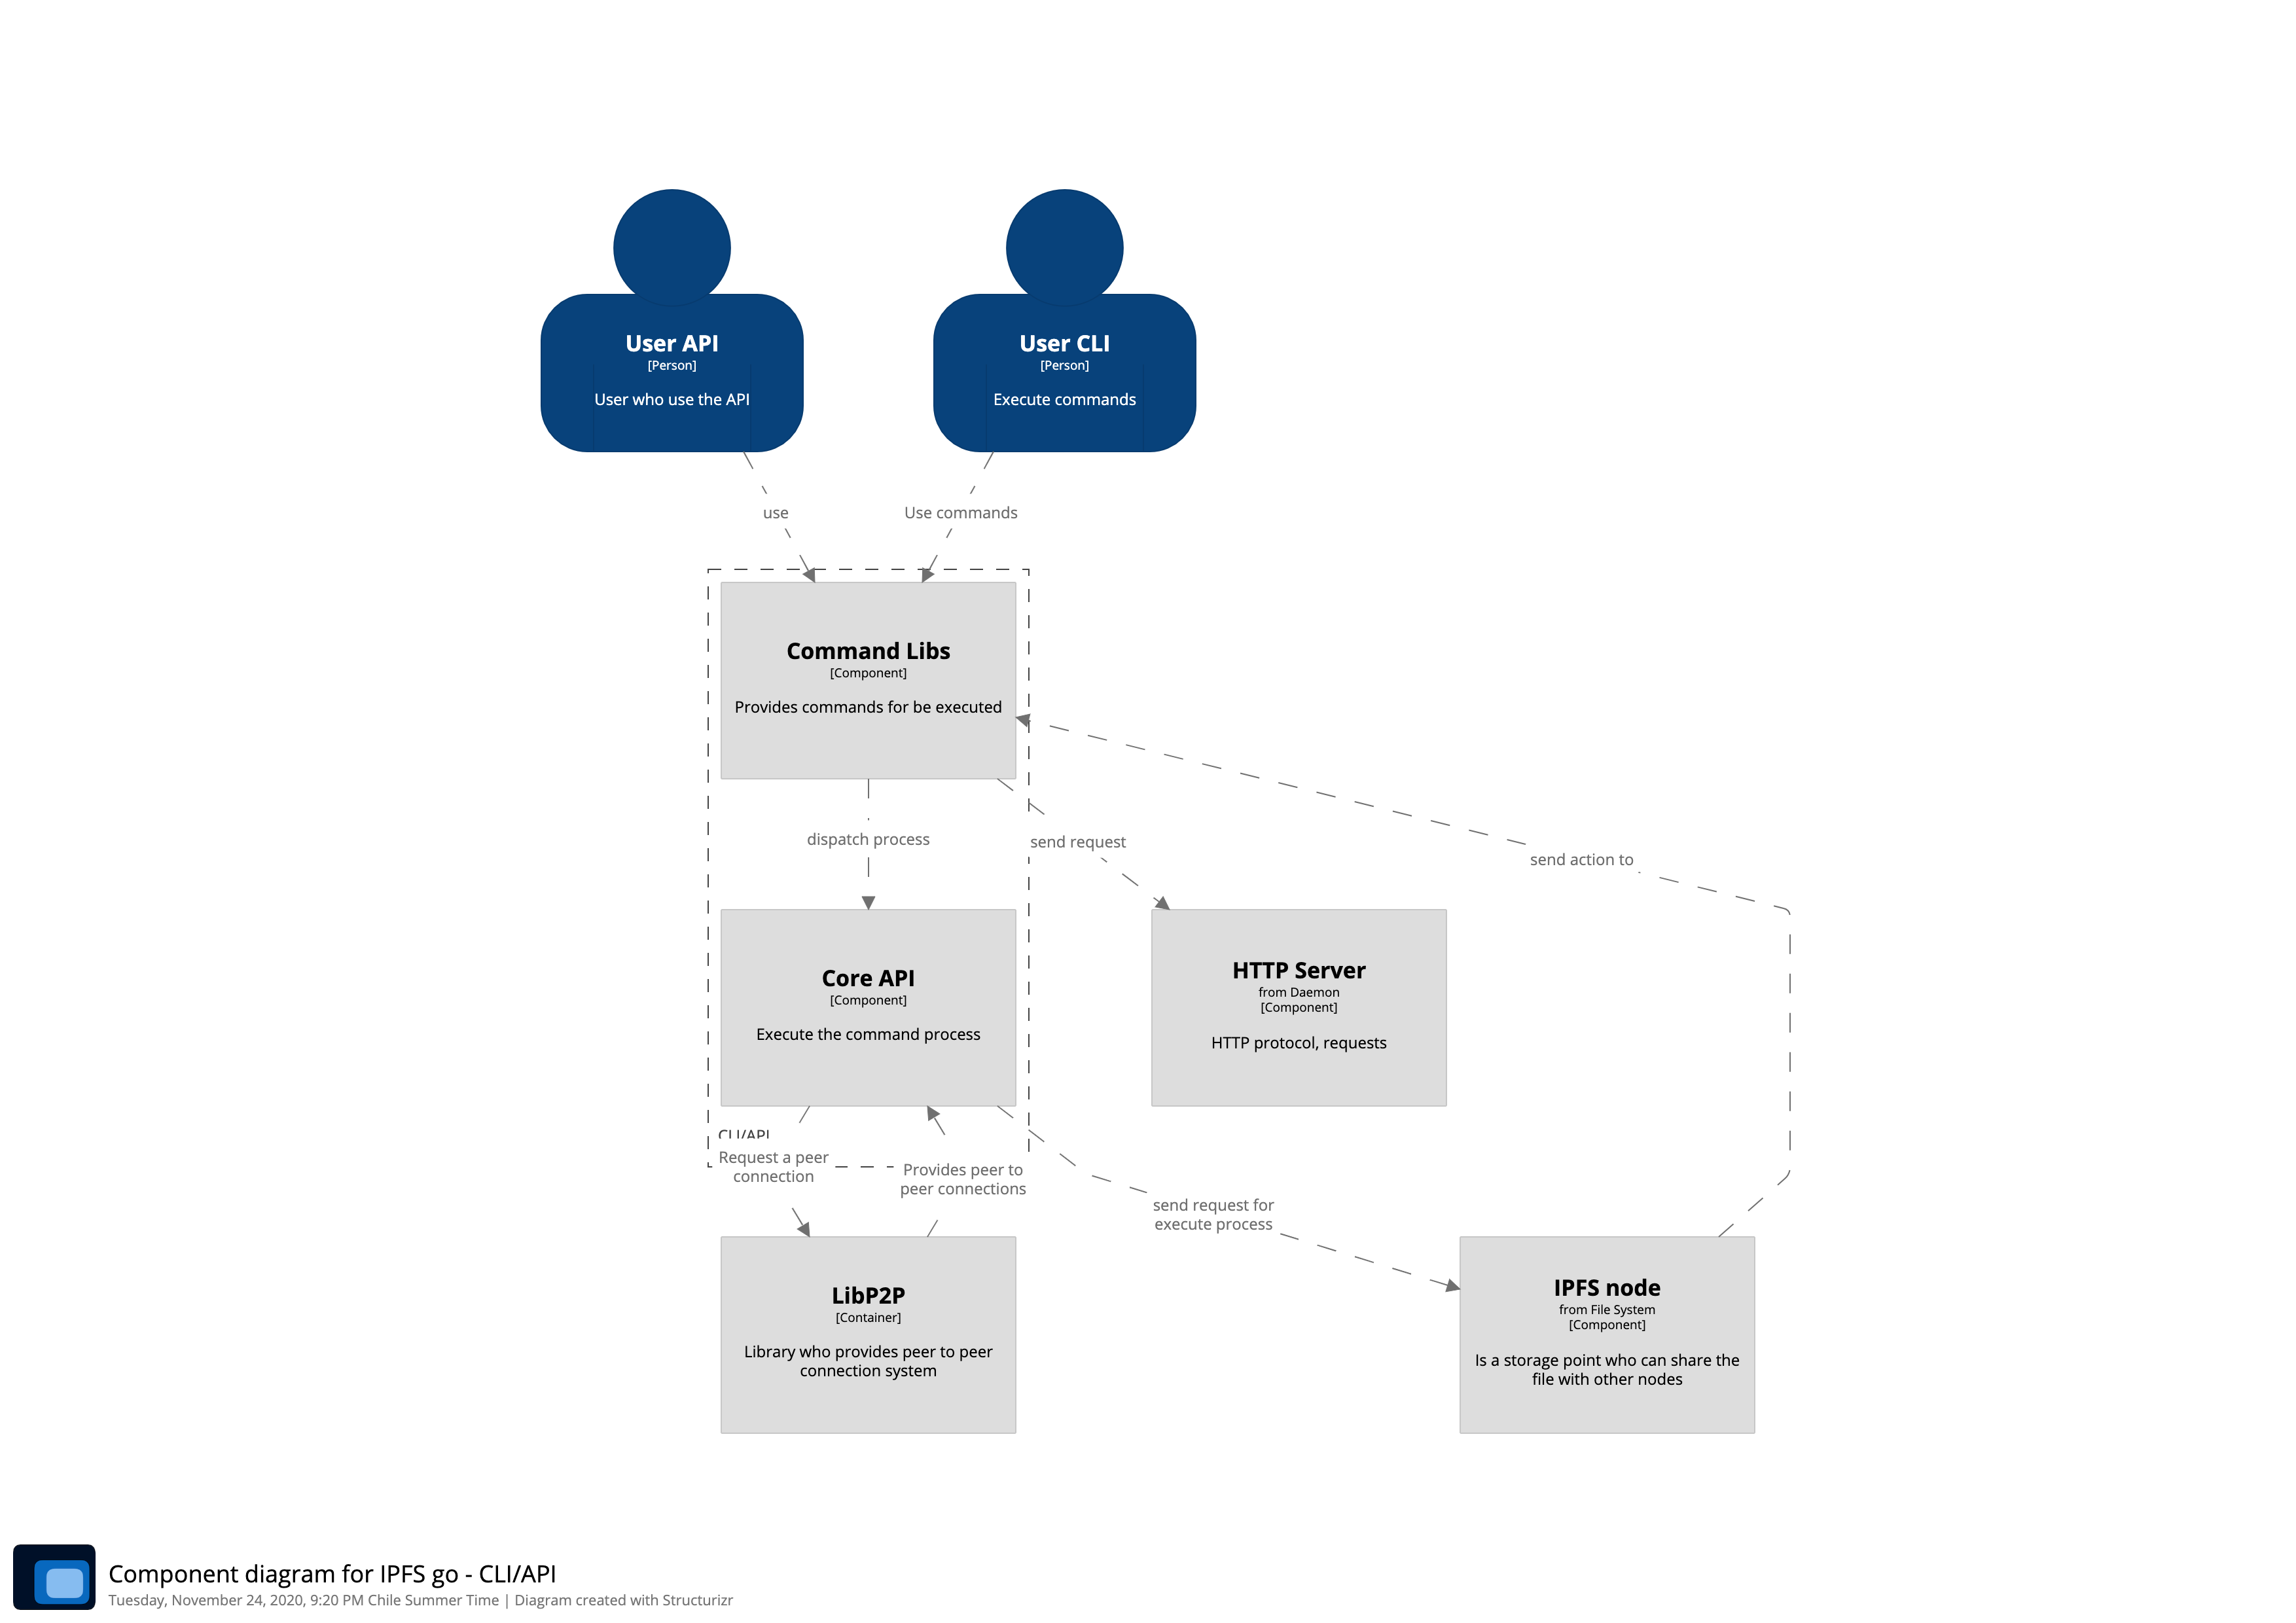 User API
[Person]
User who use the API
User CLI
[Person]
Execute commands
use
Use commands
Command Libs
[Component]
Provides commands for be executed
dispatch process
send request
send action to
Core API
[Component]
Execute the command process
HTTP Server
from Daemon
[Component]
HTTP protocol, requests
CLI/API
Request a peer
connection
Provides peer to
peer connections
send request for
execute process
LibP2P
[Container]
Library who provides peer to peer
connection system
IPFS node
from File System
[Component]
Is a storage point who can share the
file with other nodes
Component diagram for IPFS go - CLI/API
Tuesday, November 24, 2020, 9:20 PM Chile Summer Time | Diagram created with Structurizr